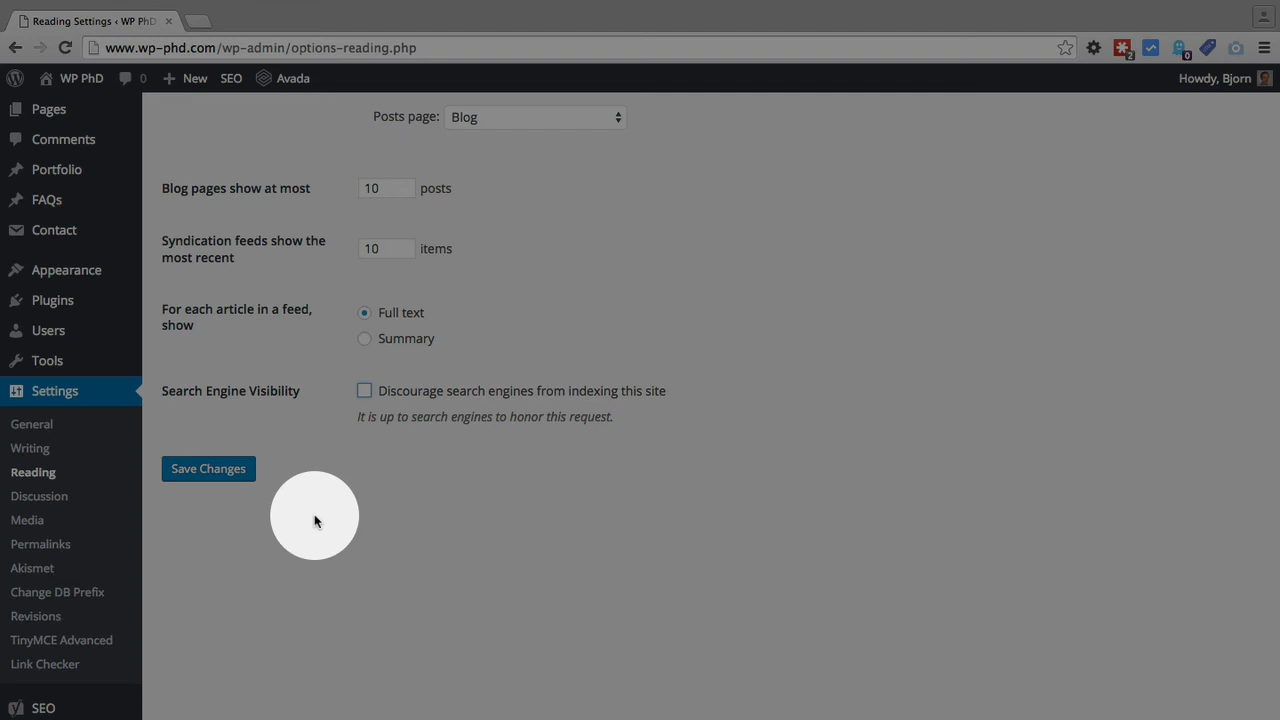 Reading Settings ‹ WP PhD
www.wp-phd.com/wp-admin/options-reading.php
2
0
WP PhD
0
New
SEO
Avada
Howdy, Bjorn
Pages
Comments
Portfolio
FAQs
Contact
Appearance
Plugins
Users
Tools
Settings
General
Writing
Reading
Discussion
Media
Permalinks
Akismet
Change DB Prefix
Revisions
TinyMCE Advanced
Link Checker
SEO
Posts page: Blog
Blog pages show at most 10 posts
Syndication feeds show the
most recent
10 items
For each article in a feed,
show
Full text
Summary
Search Engine Visibility
Discourage search engines from indexing this site
It is up to search engines to honor this request.
Save Changes